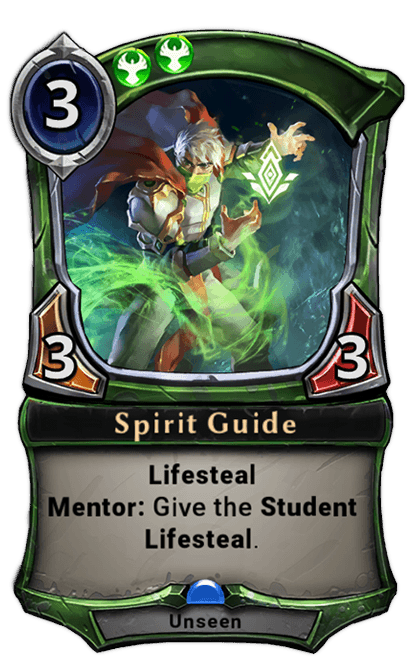 3
3
3
Spirit Guide
Lifesteal
Mentor: Give the Student
Lifesteal.
Unseen